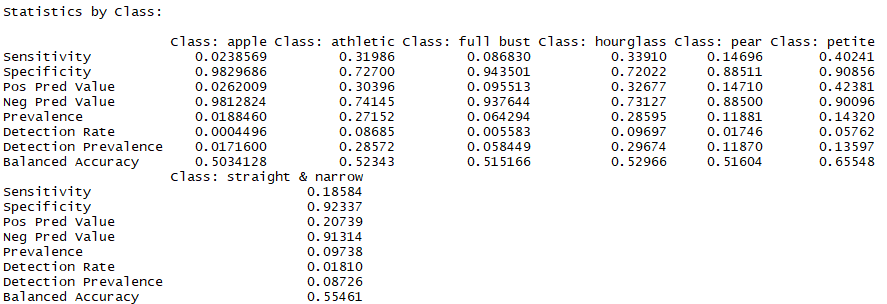 Statistics by Class:

                     Class: apple Class: athletic Class: full bust Class: hourglass Class: pear Class: petite
Sensitivity             0.0238569         0.31986         0.086830          0.33910     0.14696       0.40241
Specificity             0.9829686         0.72700         0.943501          0.72022     0.88511       0.90856
Pos Pred Value          0.0262009         0.30396         0.095513          0.32677     0.14710       0.42381
Neg Pred Value          0.9812824         0.74145         0.937644          0.73127     0.88500       0.90096
Prevalence              0.0188460         0.27152         0.064294          0.28595     0.11881       0.14320
Detection Rate          0.0004496         0.08685         0.005583          0.09697     0.01746       0.05762
Detection Prevalence    0.0171600         0.28572         0.058449          0.29674     0.11870       0.13597
Balanced Accuracy       0.5034128         0.52343         0.515166          0.52966     0.51604       0.65548
                     Class: straight & narrow
Sensitivity                           0.18584
Specificity                           0.92337
Pos Pred Value                        0.20739
Neg Pred Value                        0.91314
Prevalence                            0.09738
Detection Rate                        0.01810
Detection Prevalence                  0.08726
Balanced Accuracy                     0.55461